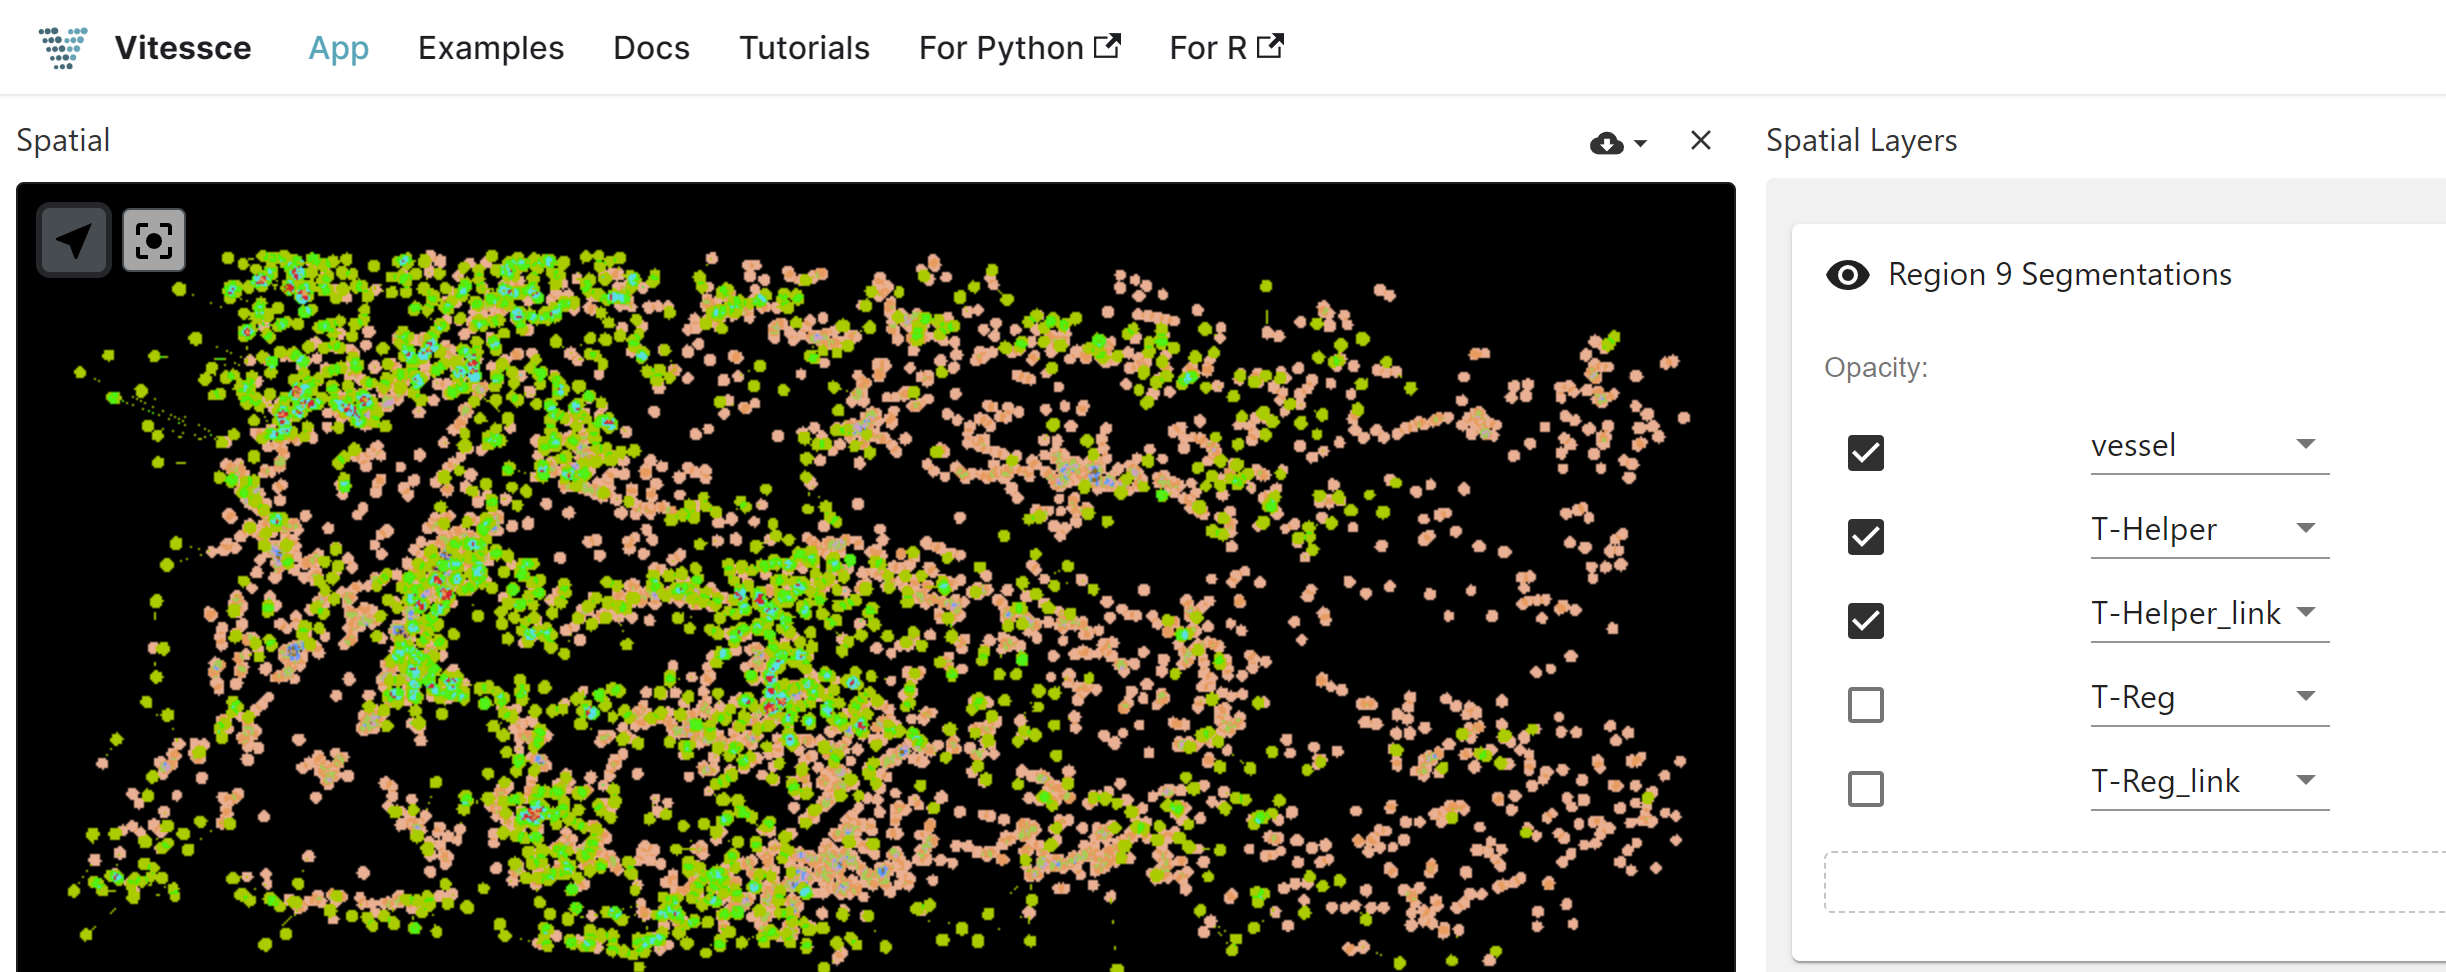 Vitessce App Examples Docs Tutorials For Python For R
Spatial
Spatial Layers
Region 9 Segmentations
Opacity:
vessel
T-Helper
T-Helper_link
T-Reg
T-Reg_link